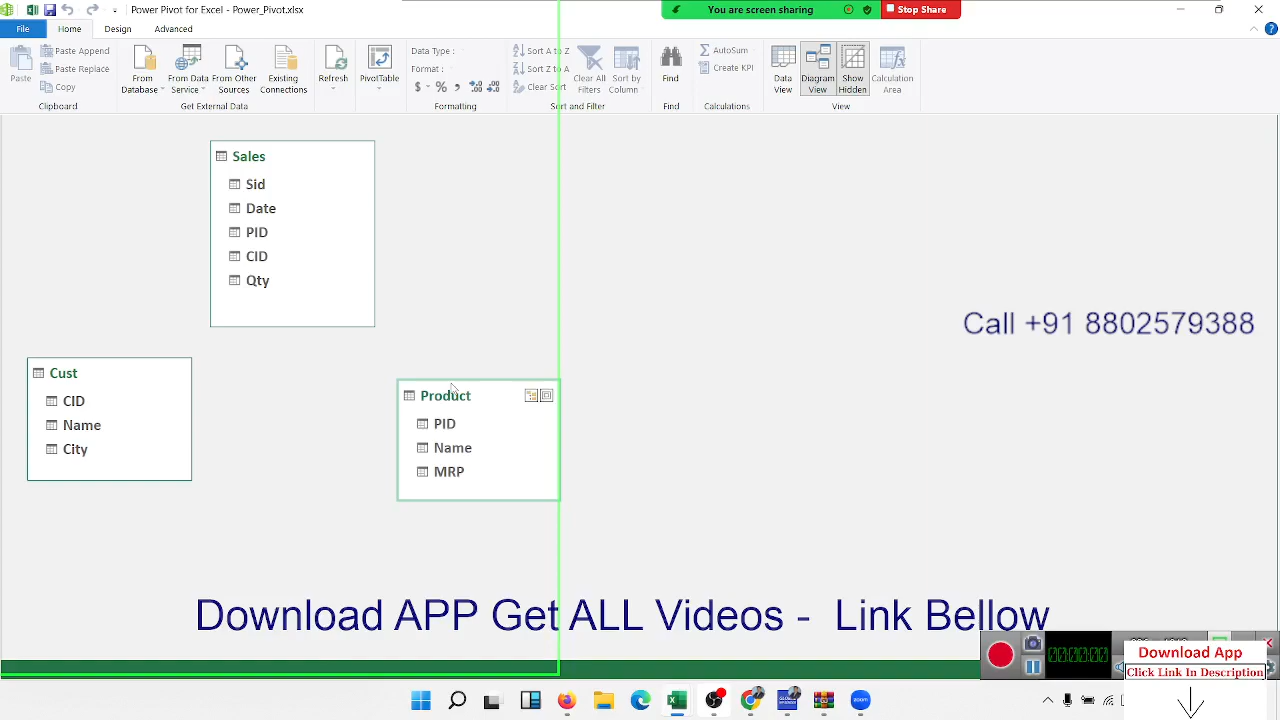 Power Pivot for Excel - Power_Pivot.xlsx
You are screen sharing
Stop Share
File
Home
Design
Advanced
Paste
Paste Append
Paste Replace
Copy
Clipboard
From Database
From Data Service
From Other Sources
Existing Connections
Get External Data
Refresh
PivotTable
Data Type :
Format :
$ % ,
Formatting
Sort A to Z
Sort Z to A
Clear Sort
Clear All Filters
Sort by Column
Sort and Filter
Find
Find
AutoSum
Create KPI
Calculations
Data View
Diagram View
Show Hidden
Calculation Area
View
Sales
Sid
Date
PID
CID
Qty
Cust
CID
Name
City
Product
PID
Name
MRP
Call +91 8802579388
Download APP Get ALL Videos - Link Bellow
Download App
Click Link In Description
zoom